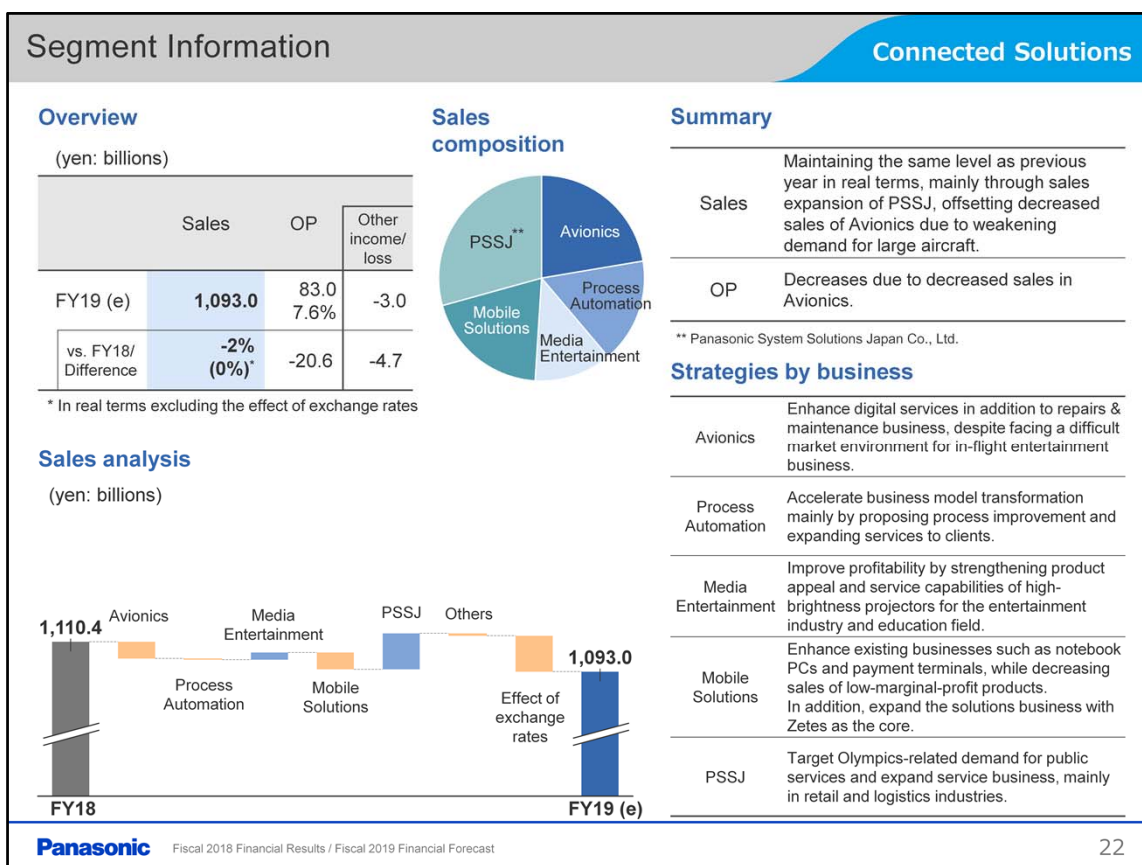 Segment Information
Connected Solutions
Overview
(yen: billions)
Sales
OP
Other
income/
loss
FY19 (e)
1,093.0
83.0
7.6%
-3.0
vs. FY18/
Difference
-2%
(0%)*
-20.6
-4.7
* In real terms excluding the effect of exchange rates
Sales
composition
PSSJ**
Avionics
Process
Automation
Media
Entertainment
Mobile
Solutions
Summary
Sales
Maintaining the same level as previous
year in real terms, mainly through sales
expansion of PSSJ, offsetting decreased
sales of Avionics due to weakening
demand for large aircraft.
OP
Decreases due to decreased sales in
Avionics.
** Panasonic System Solutions Japan Co., Ltd.
Strategies by business
Avionics
Enhance digital services in addition to repairs &
maintenance business, despite facing a difficult
market environment for in-flight entertainment
business.
Process
Automation
Accelerate business model transformation
mainly by proposing process improvement and
expanding services to clients.
Media
Entertainment
Improve profitability by strengthening product
appeal and service capabilities of high-
brightness projectors for the entertainment
industry and education field.
Mobile
Solutions
Enhance existing businesses such as notebook
PCs and payment terminals, while decreasing
sales of low-marginal-profit products.
In addition, expand the solutions business with
Zetes as the core.
PSSJ
Target Olympics-related demand for public
services and expand service business, mainly
in retail and logistics industries.
Sales analysis
(yen: billions)
1,110.4
Avionics
Process
Automation
Media
Entertainment
Mobile
Solutions
PSSJ
Others
Effect of
exchange
rates
1,093.0
FY18
FY19 (e)
Panasonic
Fiscal 2018 Financial Results / Fiscal 2019 Financial Forecast
22